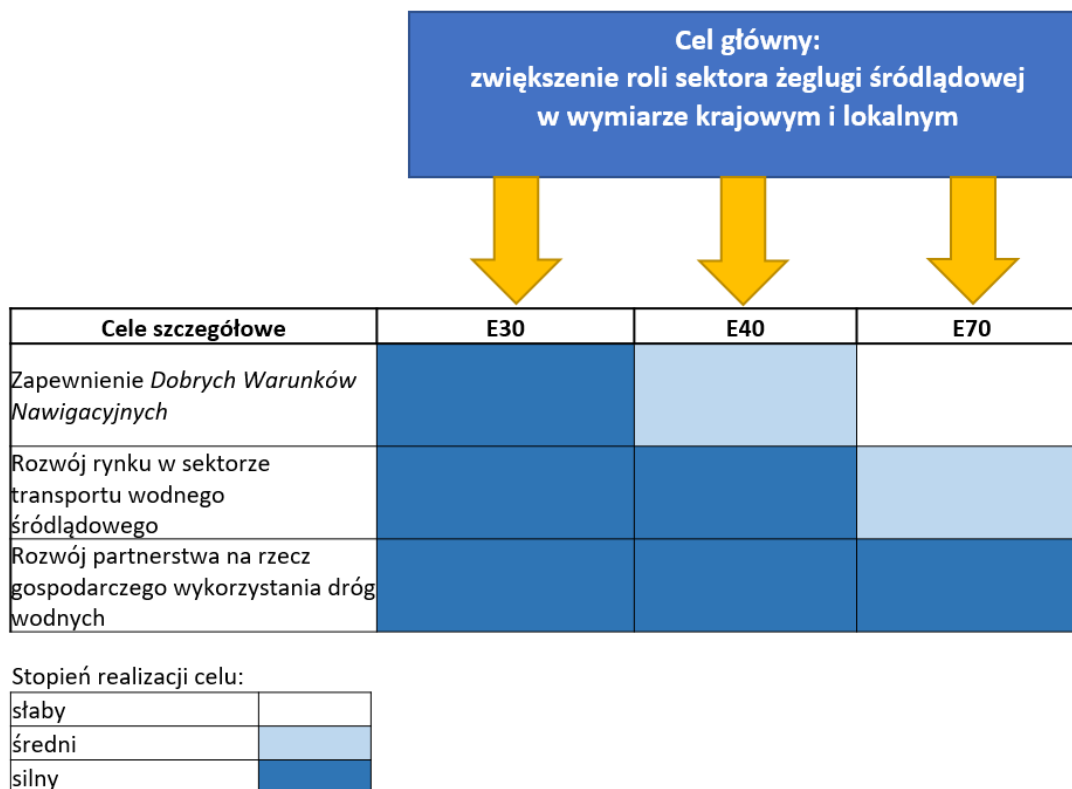 Cel główny:
zwiększenie roli sektora żeglugi śródlądowej
w wymiarze krajowym i lokalnym
Cele szczegółowe E30 E40 E70
Zapewnienie Dobrych Warunków
Nawigacyjnych
Rozwój rynku w sektorze
transportu wodnego
śródlądowego
Rozwój partnerstwa na rzecz
gospodarczego wykorzystania dróg
wodnych
Stopień realizacji celu:
słaby
średni
silny